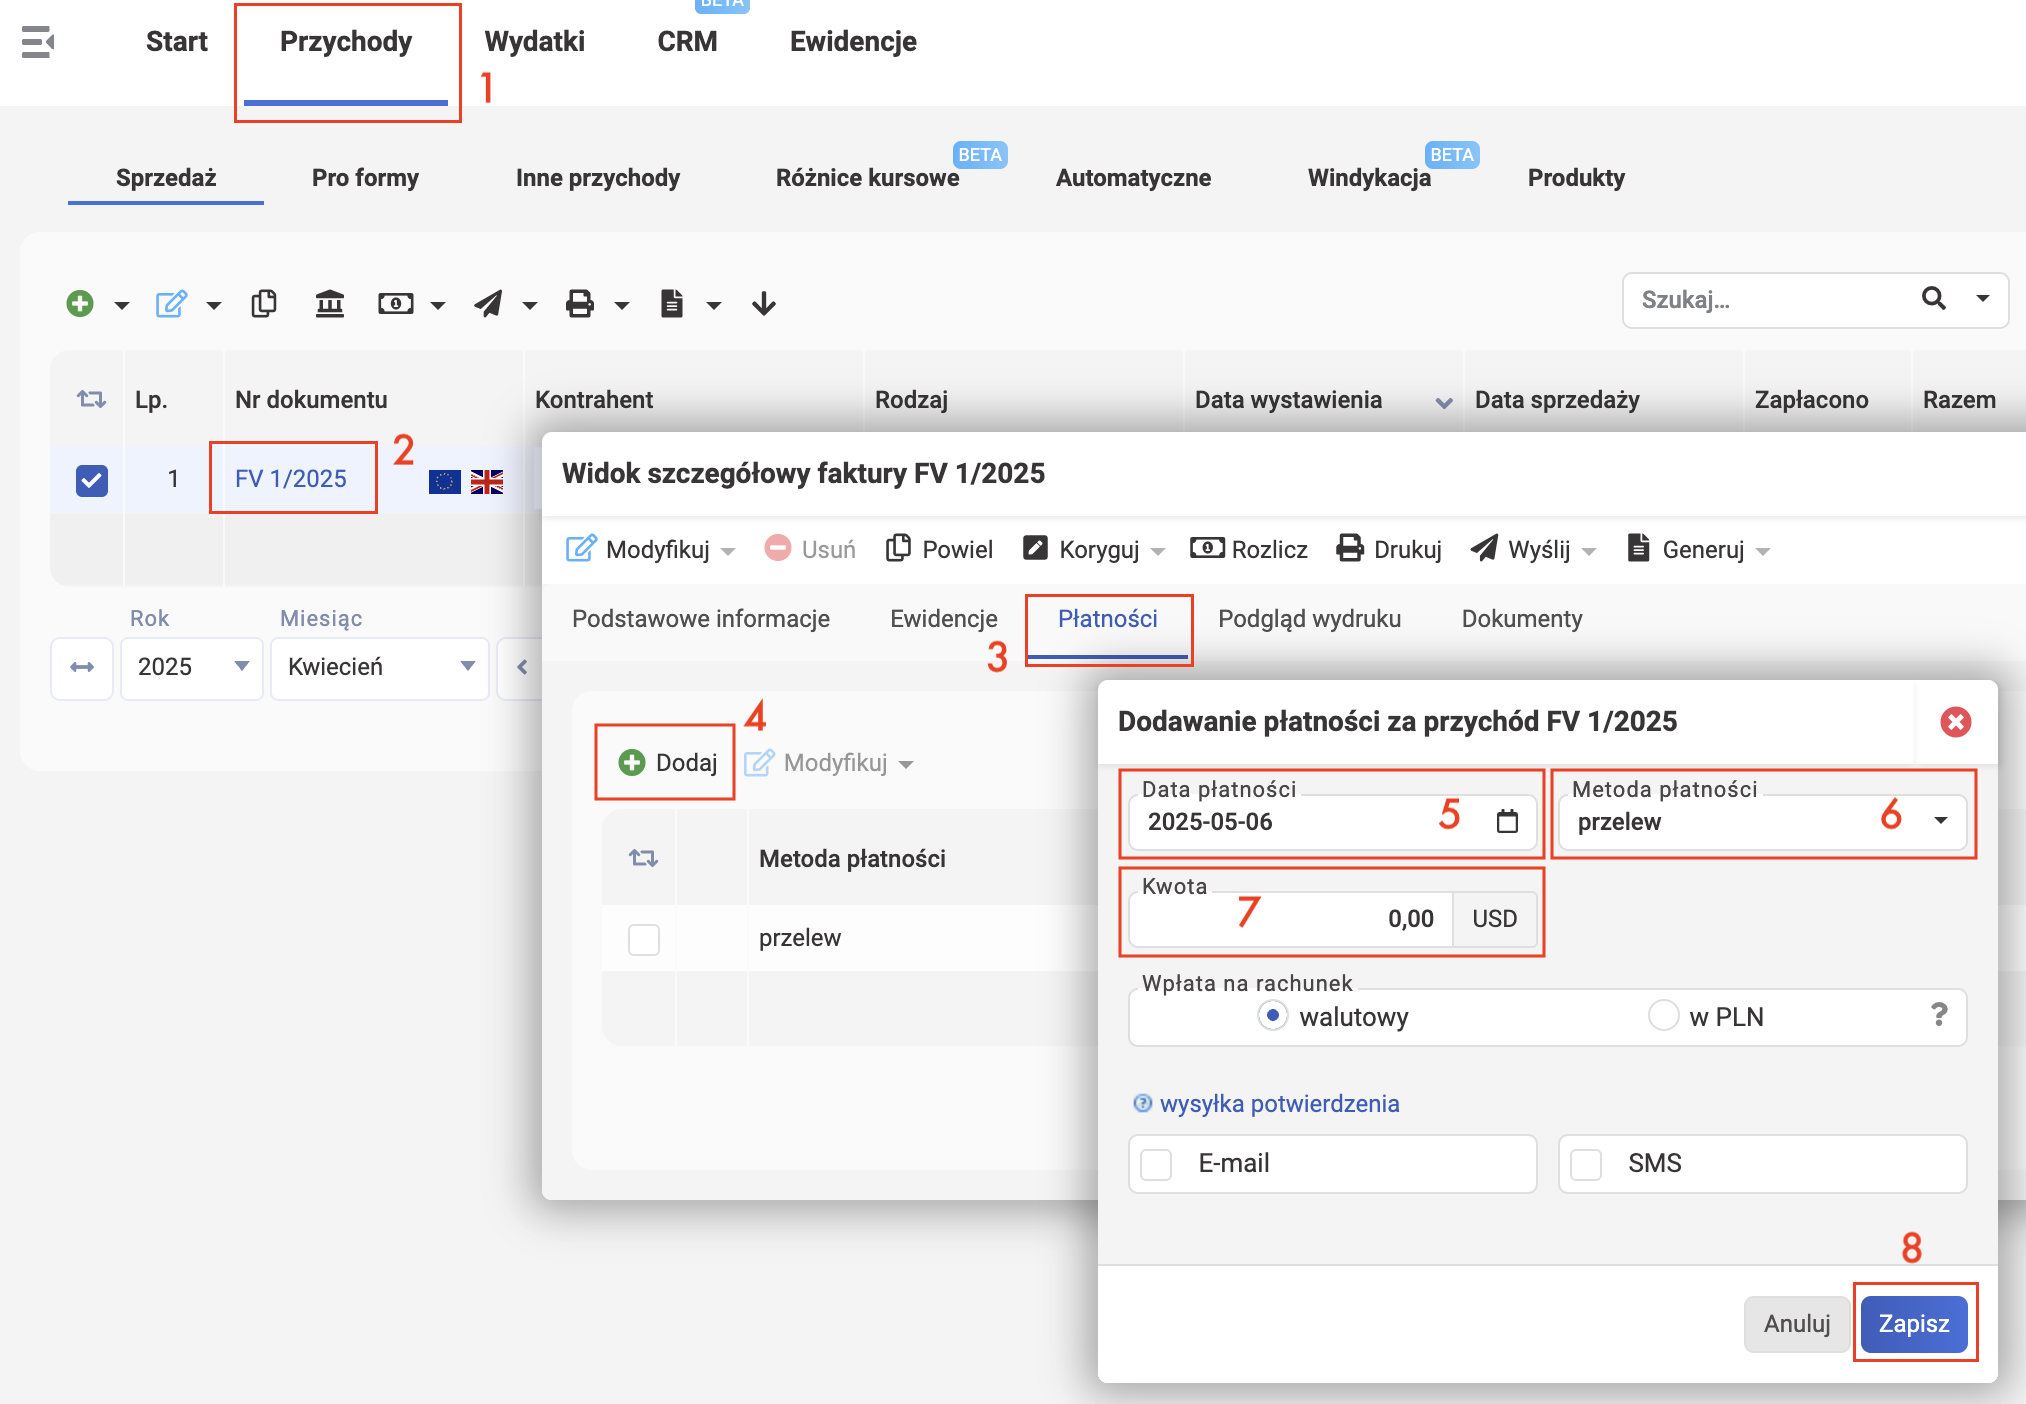 BETA
Start Przychody Wydatki CRM Ewidencje
1
BETA BETA
Sprzedaż Pro formy Inne przychody Różnice kursowe Automatyczne Windykacja Produkty
Szukaj...
Lp. Nr dokumentu Kontrahent Rodzaj Data wystawienia Data sprzedaży Zapłacono Razem
1 FV 1/2025 2
Rok Miesiąc
2025 Kwiecień
Widok szczegółowy faktury FV 1/2025
Modyfikuj Usuń Powiel Koryguj Rozlicz Drukuj Wyślij Generuj
Podstawowe informacje Ewidencje Płatności Podgląd wydruku Dokumenty
3
4
Dodaj Modyfikuj
Metoda płatności
przelew
Dodawanie płatności za przychód FV 1/2025
Data płatności Metoda płatności
2025-05-06 5 przelew 6
Kwota
7 0,00 USD
Wpłata na rachunek
walutowy w PLN ?
? wysyłka potwierdzenia
E-mail SMS
8
Anuluj Zapisz